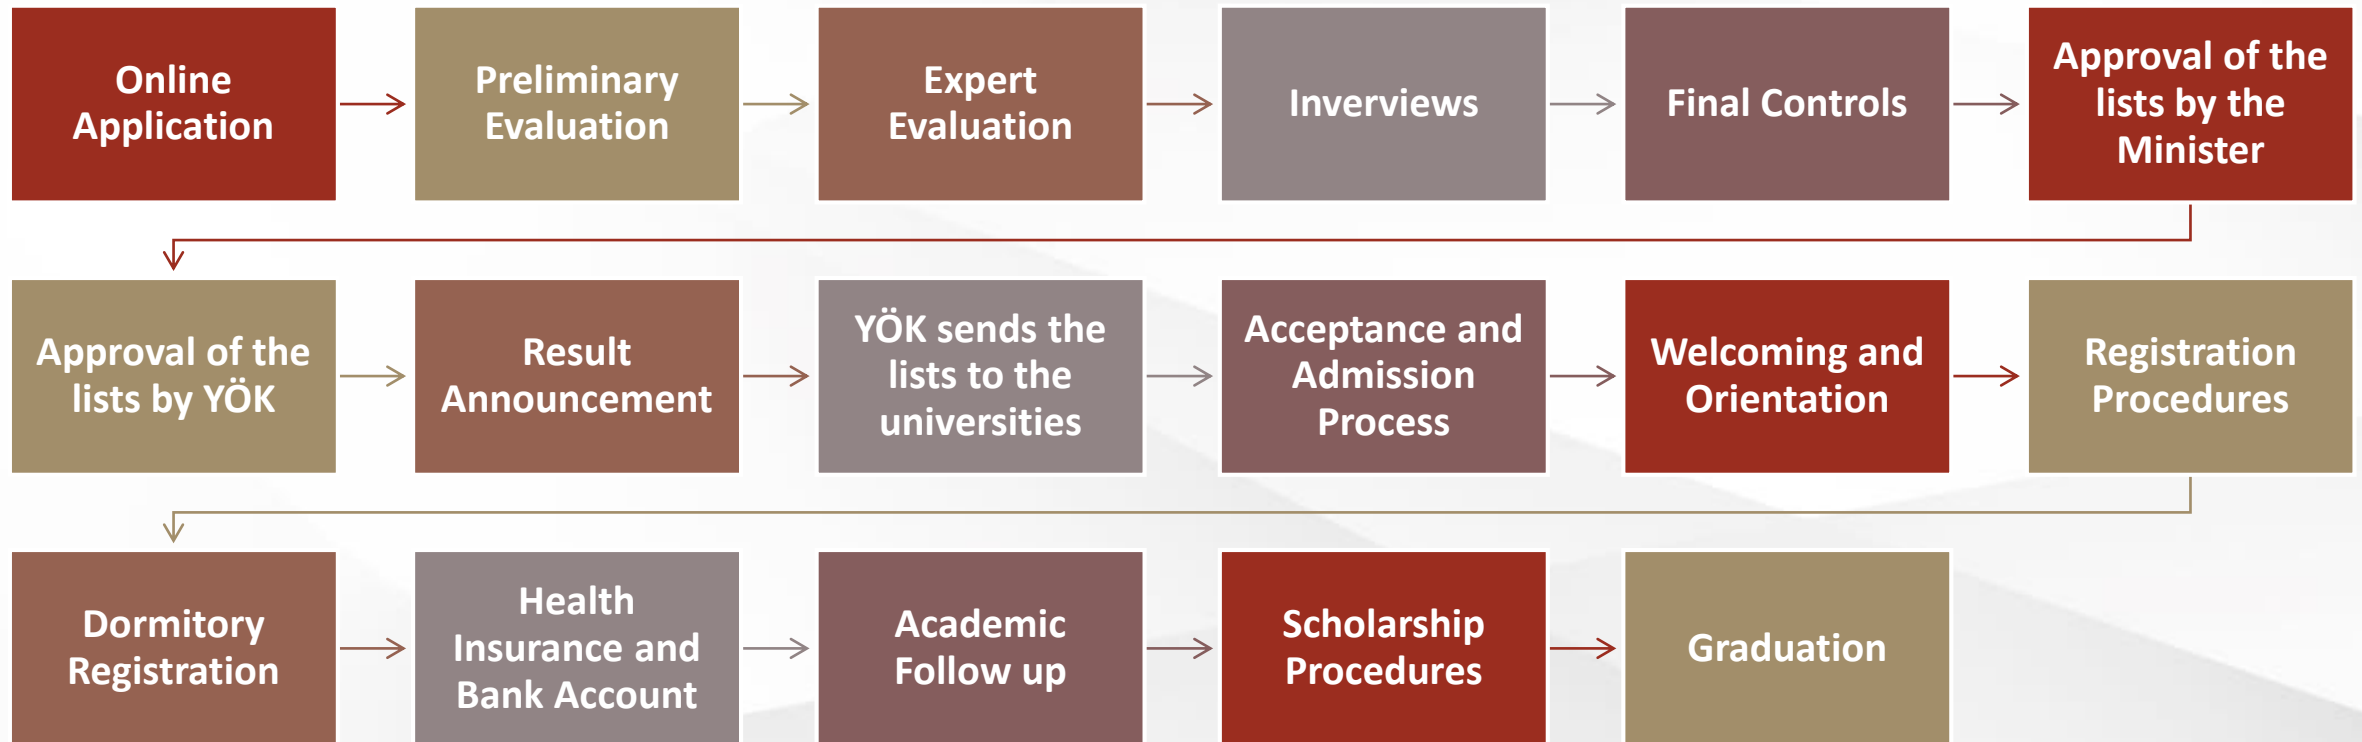 Online
Application
Preliminary
Evaluation
Expert
Evaluation
Inverviews
Final Controls
Approval of the
lists by the
Minister
Approval of the
lists by YÖK
Result
Announcement
YÖK sends the
lists to the
universities
Acceptance and
Admission
Process
Welcoming and
Orientation
Registration
Procedures
Dormitory
Registration
Health
Insurance and
Bank Account
Academic
Follow up
Scholarship
Procedures
Graduation